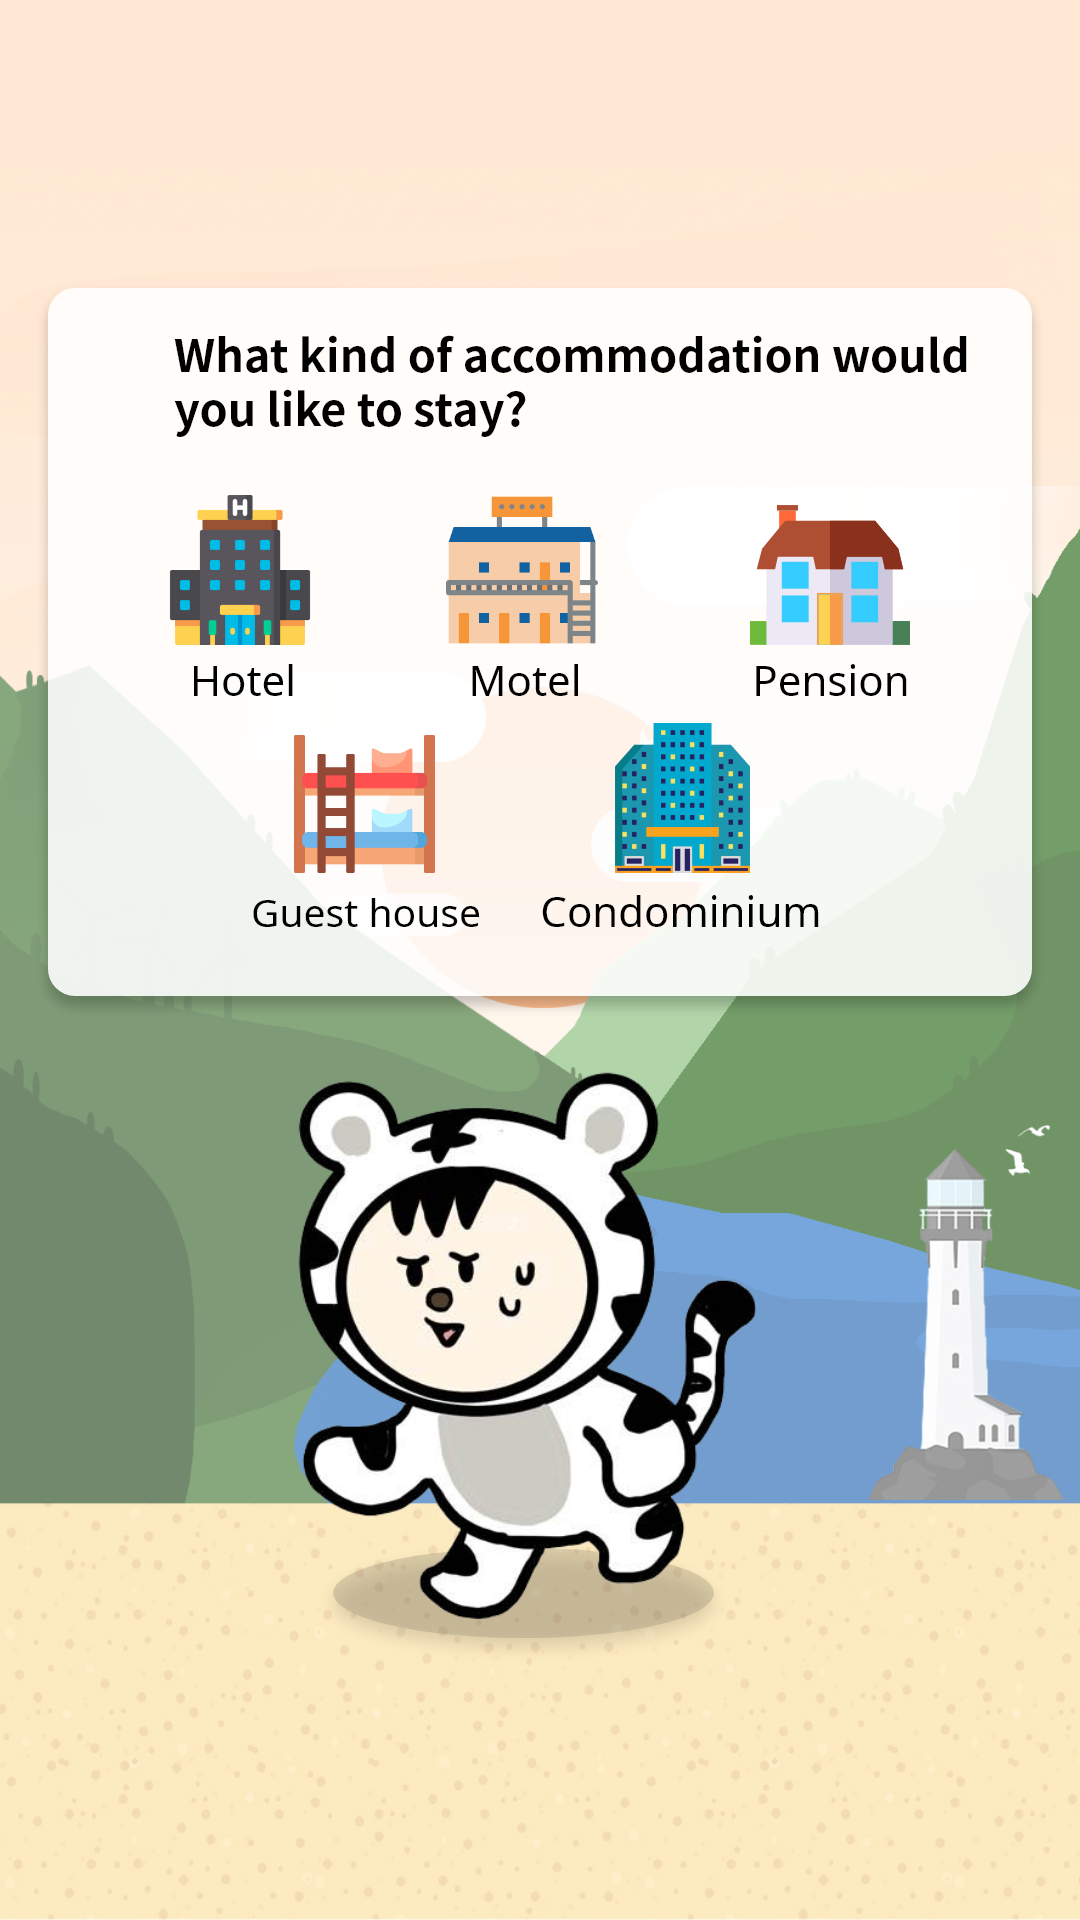 What kind of accommodation would
you like to stay?
H
Hotel
Motel
Pension
Guest house
Condominium